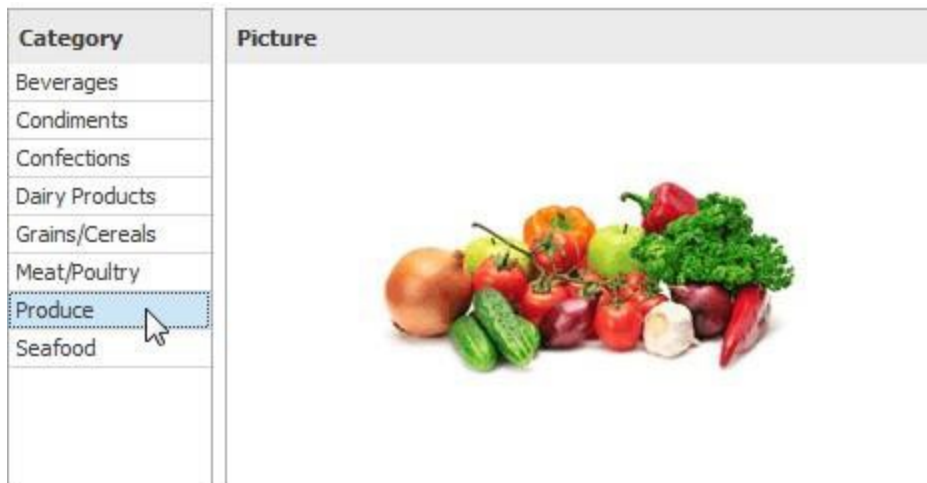 Category
Picture
Beverages
Condiments
Confections
Dairy Products
Grains/Cereals
Meat/Poultry
Produce
Seafood